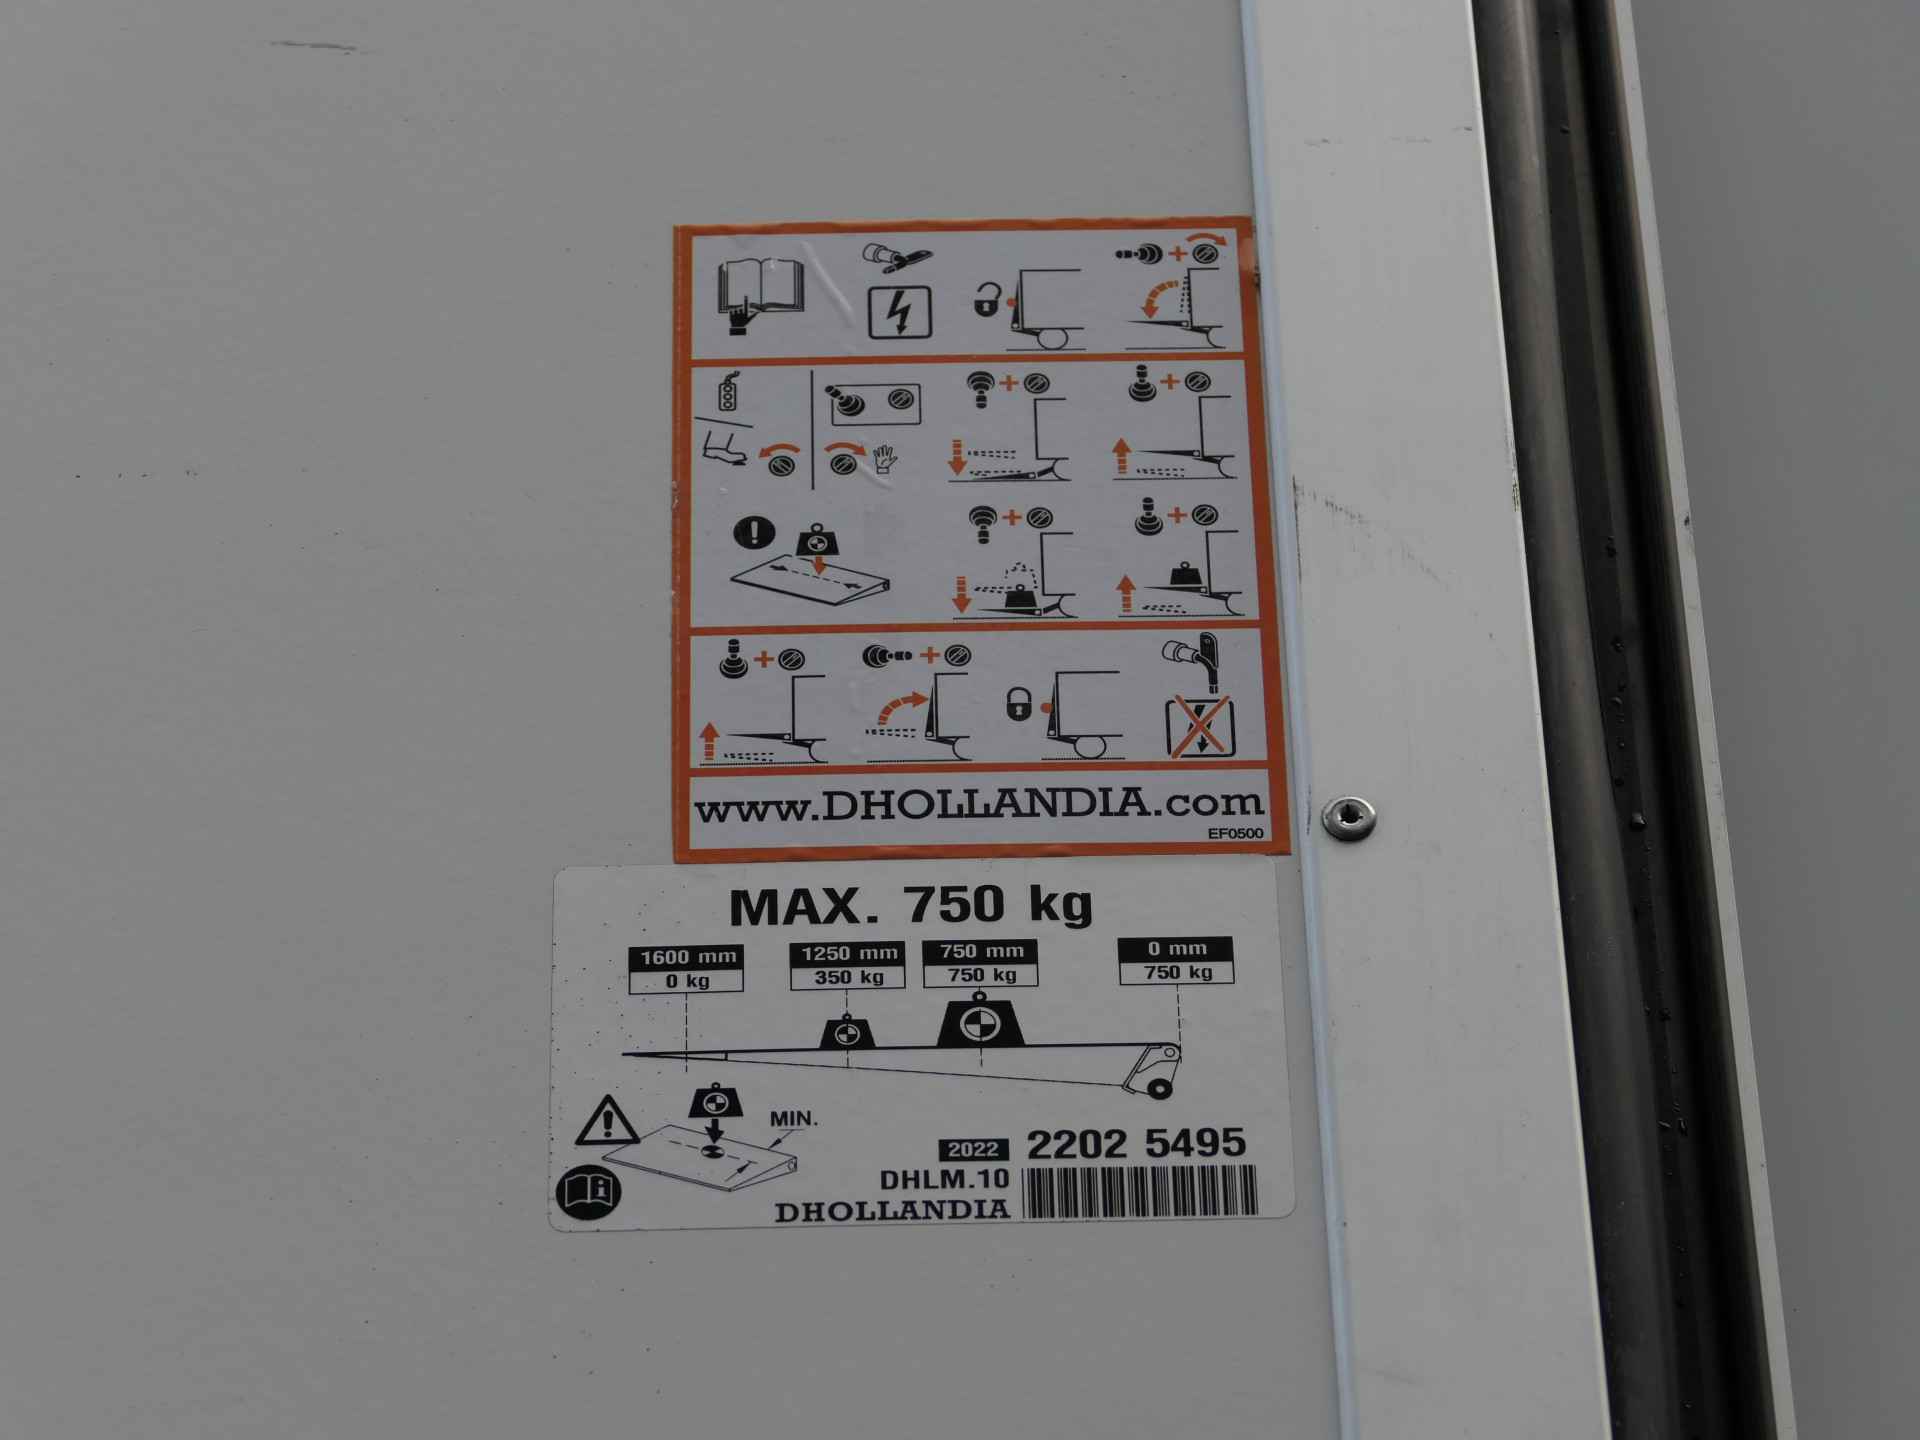 www.DHOLLANDIA.com
EF0500
MAX. 750 kg
1600 mm 1250 mm 750 mm 0 mm
0 kg 350 kg 750 kg 750 kg
MIN.
2022 2202 5495
DHLM.10
DHOLLANDIA